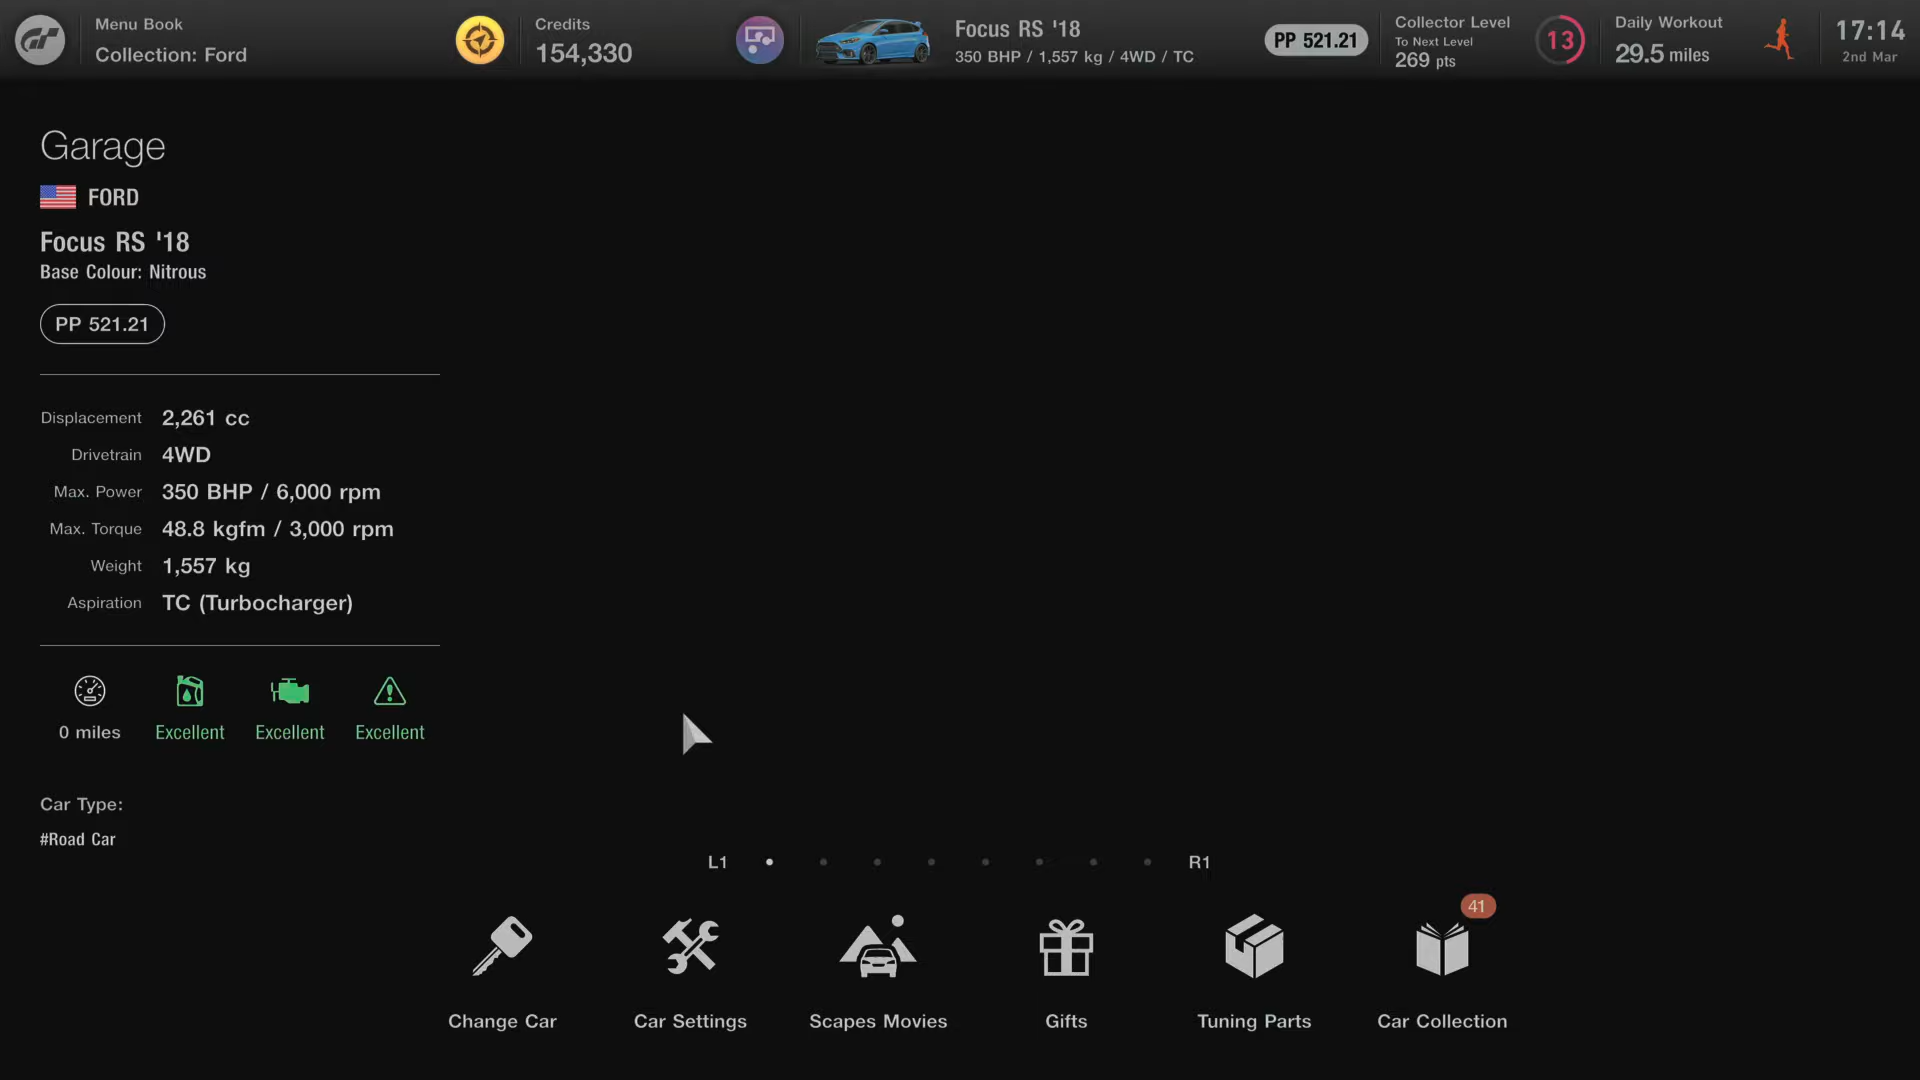 Menu Book
Collection: Ford
Credits
154,330
Focus RS '18
350 BHP / 1,557 kg / 4WD / TC
PP 521.21
Collector Level
To Next Level
269 pts
13
Daily Workout
29.5 miles
17:14
2nd Mar
Garage
FORD
Focus RS '18
Base Colour: Nitrous
PP 521.21
Displacement 2,261 cc
Drivetrain 4WD
Max. Power 350 BHP / 6,000 rpm
Max. Torque 48.8 kgfm / 3,000 rpm
Weight 1,557 kg
Aspiration TC (Turbocharger)
0 miles Excellent Excellent Excellent
Car Type:
#Road Car
L1 R1
41
Change Car Car Settings Scapes Movies Gifts Tuning Parts Car Collection